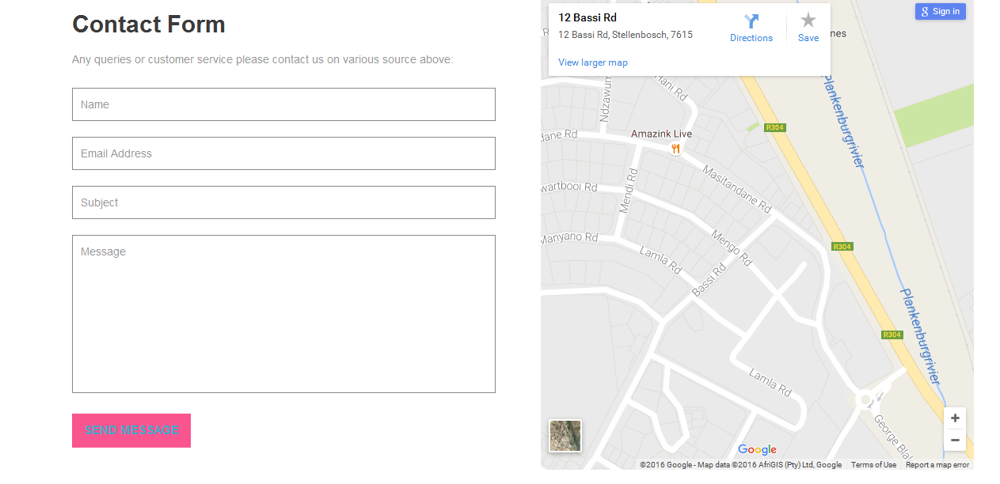 Contact Form
Any queries or customer service please contact us on various source above:
Name
Email Address
Subject
Message
SEND MESSAGE
12 Bassi Rd
12 Bassi Rd, Stellenbosch, 7615
Directions
Save
View larger map
Sign in
nes
Hani Rd
Ndzawum
Plankenburgrivier
R304
dane Rd
Amazink Live
Masitandane Rd
wartbooi Rd
Mendi Rd
Manyano Rd
Mengo Rd
Lamla Rd
Bassi Rd
R304
Plankenburgrivier
R304
Lamla Rd
George Bla
Google
©2016 Google - Map data ©2016 AfriGIS (Pty) Ltd, Google
Terms of Use
Report a map error